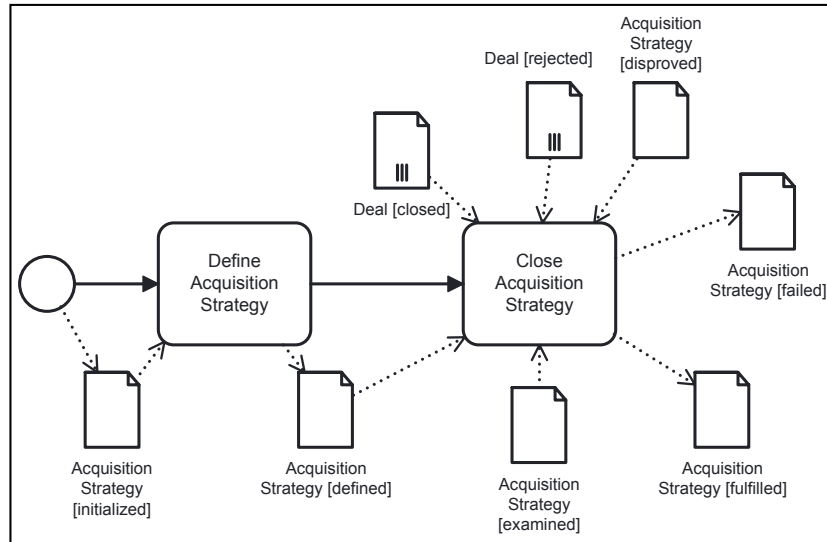 Acquisition
Strategy
[disproved]
Deal [rejected]
Deal [closed]
Define
Acquisition
Strategy
Close
Acquisition
Strategy
Acquisition
Strategy [failed]
Acquisition
Strategy
[initialized]
Acquisition
Strategy [defined]
Acquisition
Strategy
[examined]
Acquisition
Strategy [fulfilled]